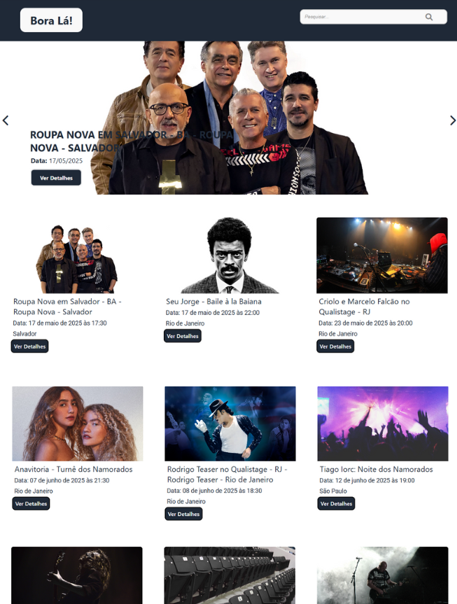 Bora Lá!
Pesquisar
ROUPA NOVA EM SALVADOR - BA - ROUPA
NOVA - SALVADOR
Data: 17/05/2025
Ver Detalhes
Roupa Nova em Salvador - BA -
Roupa Nova - Salvador
Data: 17 de maio de 2025 às 17:30
Salvador
Ver Detalhes
Seu Jorge - Baile à la Baiana
Data: 17 de maio de 2025 às 22:00
Rio de Janeiro
Ver Detalhes
Criolo e Marcelo Falcão no
Qualistage - RJ
Data: 23 de maio de 2025 às 20:00
Rio de Janeiro
Ver Detalhes
Anavitoria - Turnê dos Namorados
Data: 07 de junho de 2025 às 21:30
Rio de Janeiro
Ver Detalhes
Rodrigo Teaser no Qualistage - RJ -
Rodrigo Teaser - Rio de Janeiro
Data: 08 de junho de 2025 às 18:30
Rio de Janeiro
Ver Detalhes
Tiago Iorc: Noite dos Namorados
Data: 12 de junho de 2025 às 19:00
São Paulo
Ver Detalhes